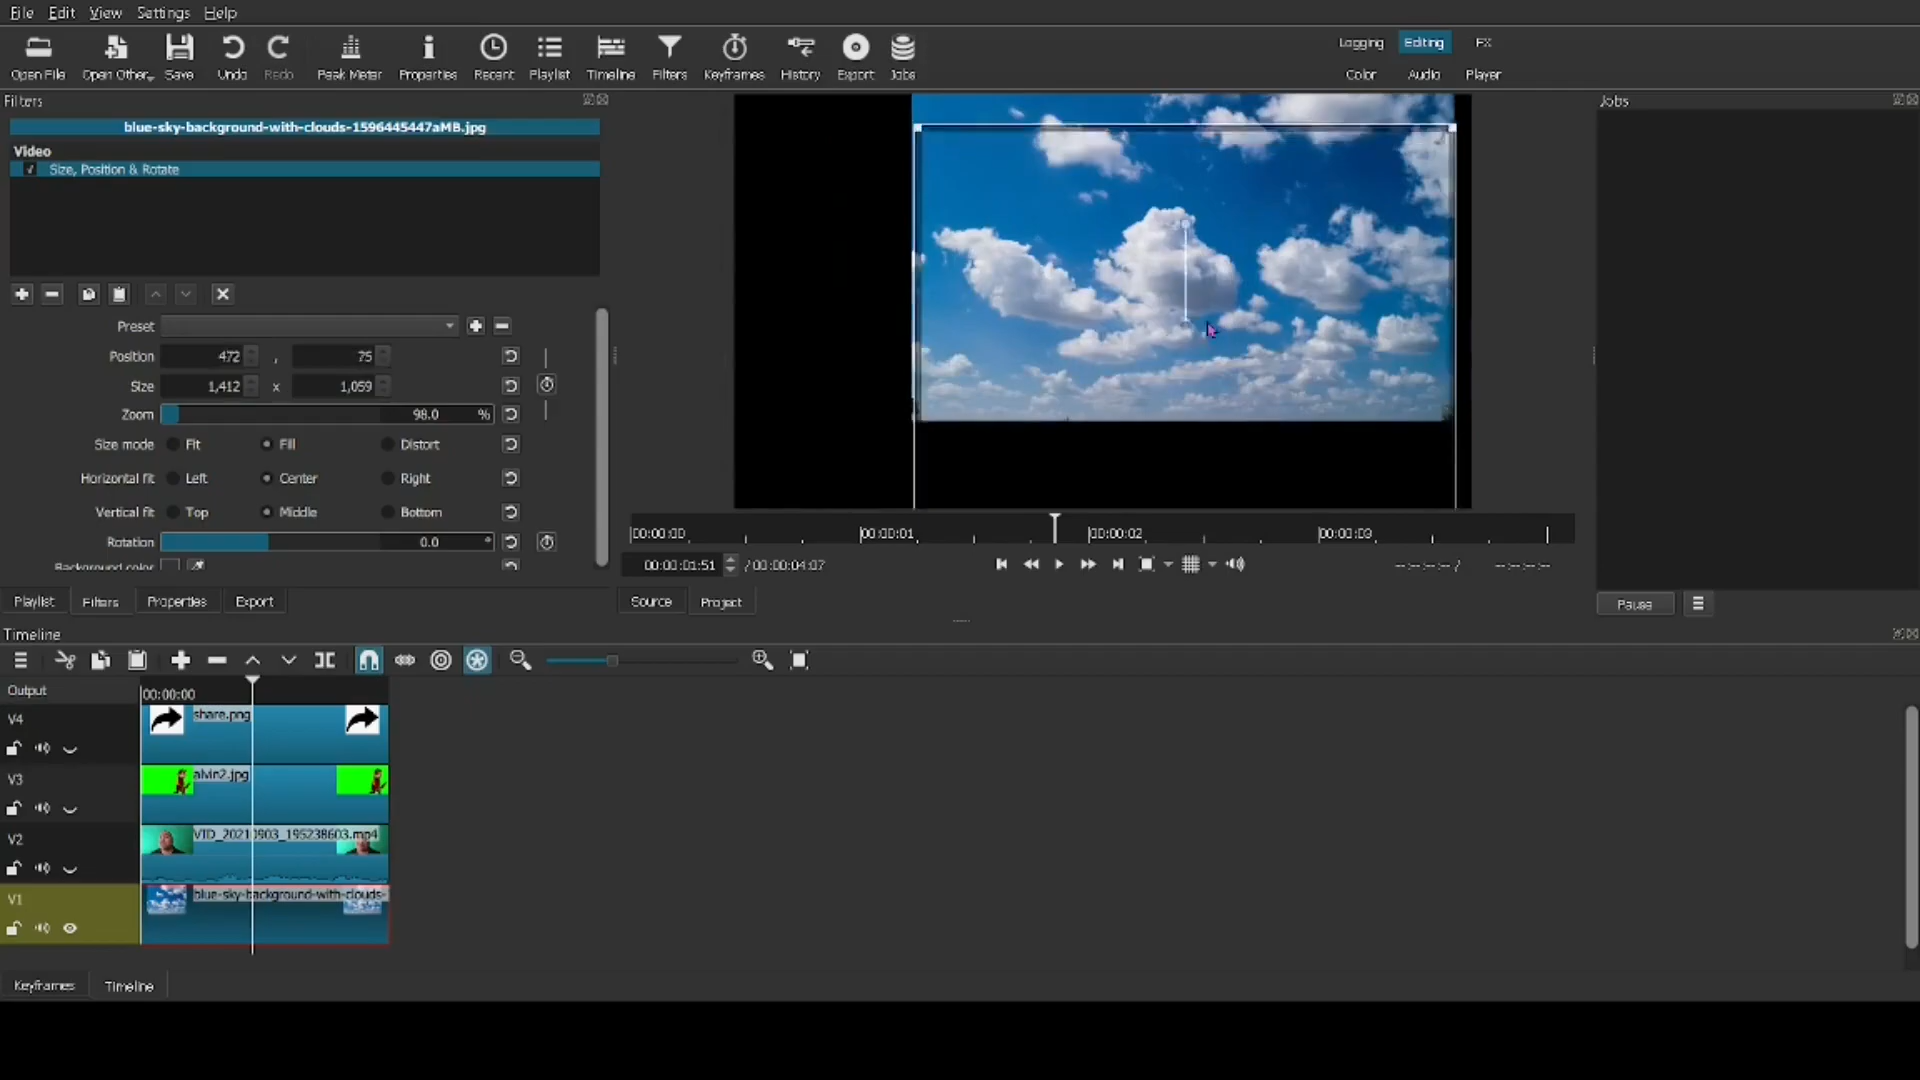 File Edit View Settings Help
Open File Open Other... Save Undo Redo Peak Meter Properties Recent Playlist Timeline Filters Keyframes History Export Jobs
Logging Editing FX
Color Audio Player
Filters
Jobs
blue-sky-background-with-clouds-1596445447aMB.jpg
Video
Size, Position & Rotate
Preset
Position 472 , 75
Size 1,412 x 1,059
Zoom 98.0 %
Size mode Fit Fill Distort
Horizontal fit Left Center Right
Vertical fit Top Middle Bottom
Rotation 0.0 °
Background color
00:00:00 00:00:01 00:00:02 00:00:03
00:00:01:51 / 00:00:04:07 --:--:--:-- / --:--:--:--
Playlist Filters Properties Export
Source Project
Pause
Timeline
Output
00:00:00
V4 share.png
V3 alvin2.jpg
V2 VID_20210903_195238603.mp4
V1 blue-sky-background-with-clouds-
Keyframes Timeline